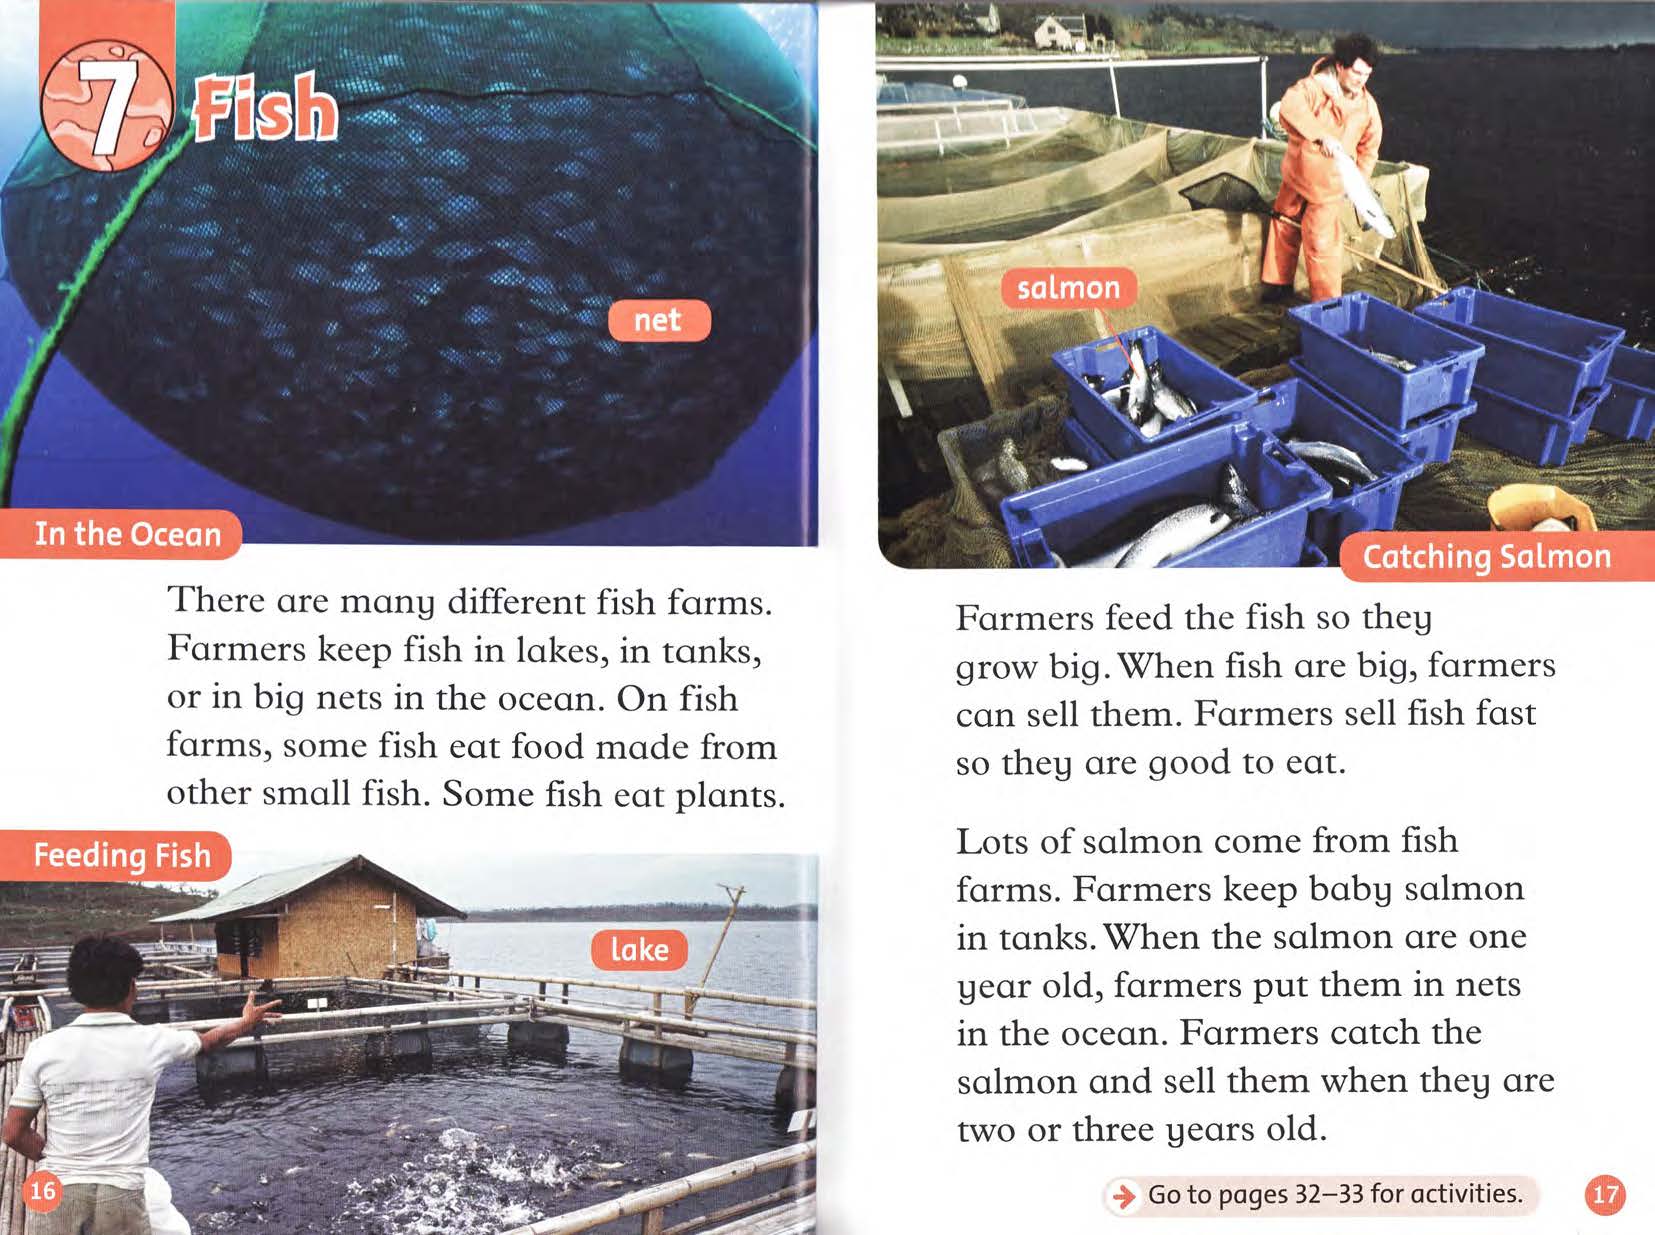 7
Fish
net
In the Ocean
There are many different fish farms.
Farmers keep fish in lakes, in tanks,
or in big nets in the ocean. On fish
farms, some fish eat food made from
other small fish. Some fish eat plants.
Feeding Fish
lake
16
salmon
Catching Salmon
Farmers feed the fish so they
grow big. When fish are big, farmers
can sell them. Farmers sell fish fast
so they are good to eat.
Lots of salmon come from fish
farms. Farmers keep baby salmon
in tanks. When the salmon are one
year old, farmers put them in nets
in the ocean. Farmers catch the
salmon and sell them when they are
two or three years old.
Go to pages 32–33 for activities.
17